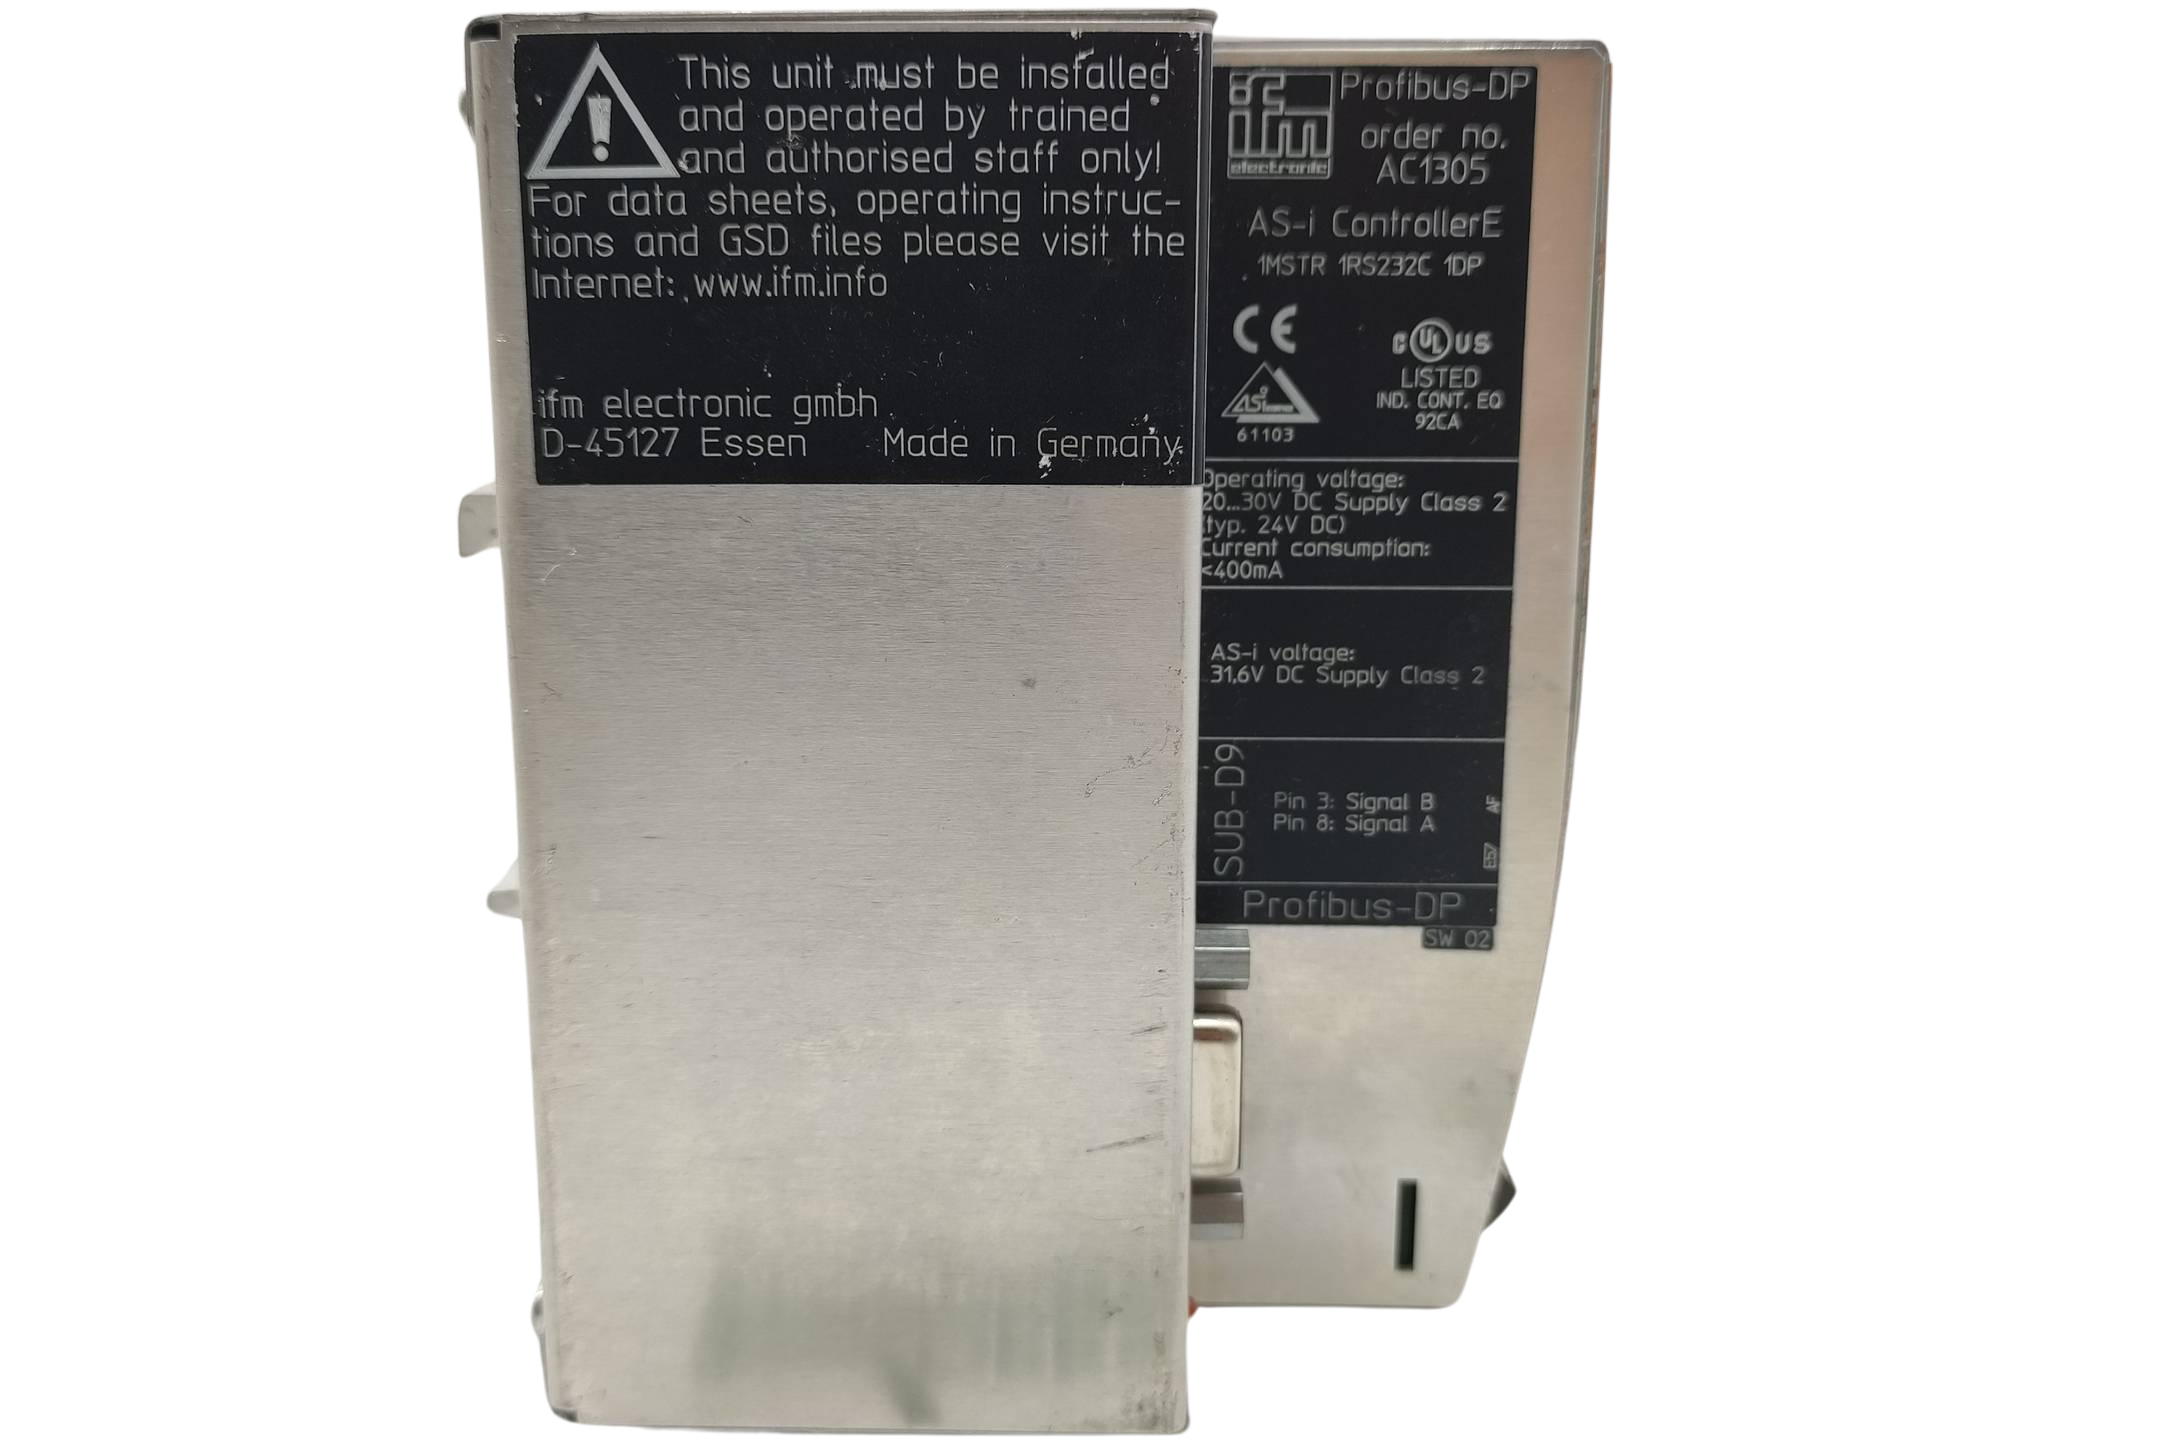 This unit must be installed
and operated by trained
and authorised staff only!
For data sheets, operating instruc-
tions and GSD files please visit the
Internet: www.ifm.info
ifm electronic gmbh
D-45127 Essen Made in Germany
ifm
electronic
Profibus-DP
order no.
AC1305
AS-i ControllerE
1MSTR 1RS232C 1DP
CE
C UL US
LISTED
IND. CONT. EQ
92CA
ASi
61103
Operating voltage:
20...30V DC Supply Class 2
(typ. 24V DC)
Current consumption:
<400mA
AS-i voltage:
31,6V DC Supply Class 2
SUB-D9
Pin 3: Signal B
Pin 8: Signal A
AF
Profibus-DP
SW 02